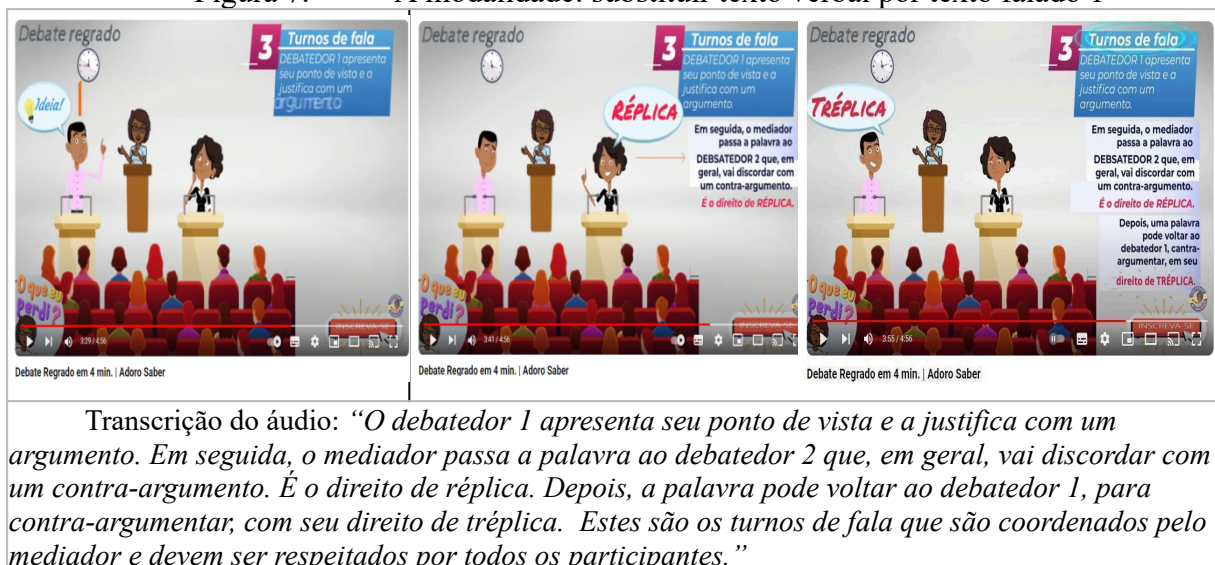 Figura 7. A modalidade: substituir texto verbal por texto falado 1
Debate regrado
3
Turnos de fala
DEBATEDOR 1 apresenta
seu ponto de vista e a
justifica com um
argumento
Ideia!
O que eu
Perdi?
INSCREVA-SE
3:29 / 4:56
Debate Regrado em 4 min. | Adoro Saber
Debate regrado
3
Turnos de fala
DEBATEDOR 1 apresenta
seu ponto de vista e a
justifica com um
argumento.
RÉPLICA
Em seguida, o mediador
passa a palavra ao
DEBSATEDOR 2 que, em
geral, vai discordar com
um contra-argumento.
É o direito de RÉPLICA.
O que eu
Perdi?
INSCREVA-SE
3:41 / 4:56
Debate Regrado em 4 min. | Adoro Saber
Debate regrado
3
Turnos de fala
DEBATEDOR 1 apresenta
seu ponto de vista e a
justifica com um
argumento.
TRÉPLICA
Em seguida, o mediador
passa a palavra ao
DEBSATEDOR 2 que, em
geral, vai discordar com
um contra-argumento.
É o direito de RÉPLICA.
Depois, uma palavra
pode voltar ao
debatedor 1, cantra-
argumentar, em seu
direito de TRÉPLICA.
O que eu
Perdi?
INSCREVA-SE
3:55 / 4:56
Debate Regrado em 4 min. | Adoro Saber
Transcrição do áudio: “O debatedor 1 apresenta seu ponto de vista e a justifica com um
argumento. Em seguida, o mediador passa a palavra ao debatedor 2 que, em geral, vai discordar com
um contra-argumento. É o direito de réplica. Depois, a palavra pode voltar ao debatedor 1, para
contra-argumentar, com seu direito de tréplica. Estes são os turnos de fala que são coordenados pelo
mediador e devem ser respeitados por todos os participantes.”